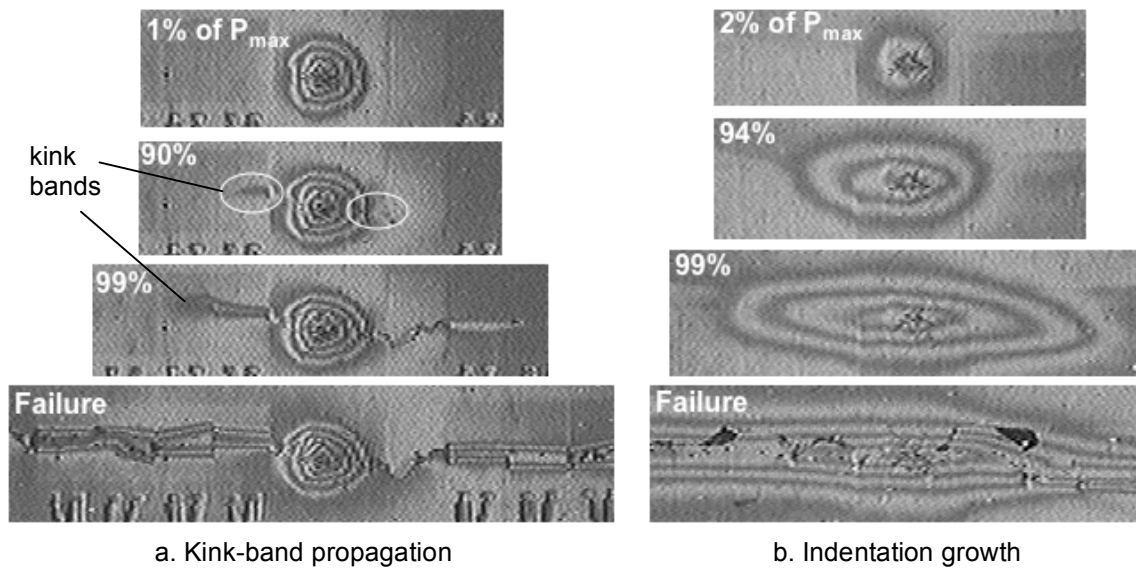 1% of Pmax
90%
kink
bands
99%
Failure
a. Kink-band propagation
2% of Pmax
94%
99%
Failure
b. Indentation growth